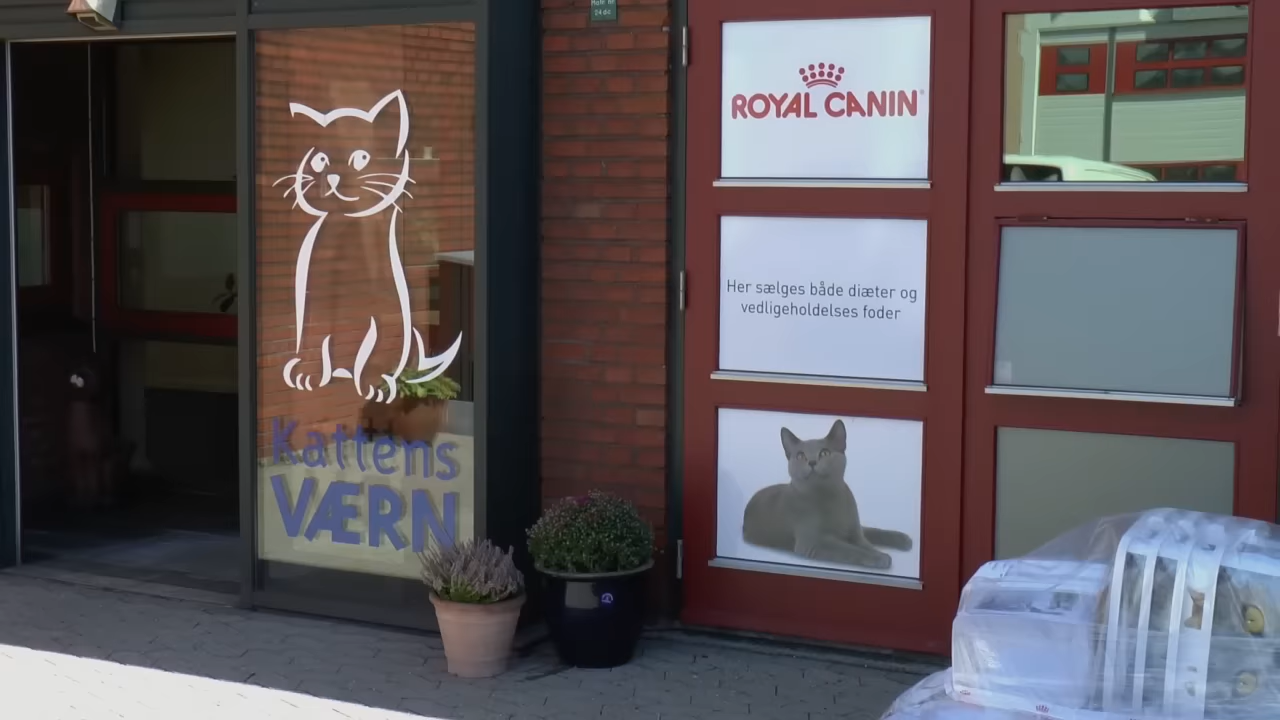 Kattens
VÆRN
ROYAL CANIN
Her sælges både diæter og
vedligeholdelses foder